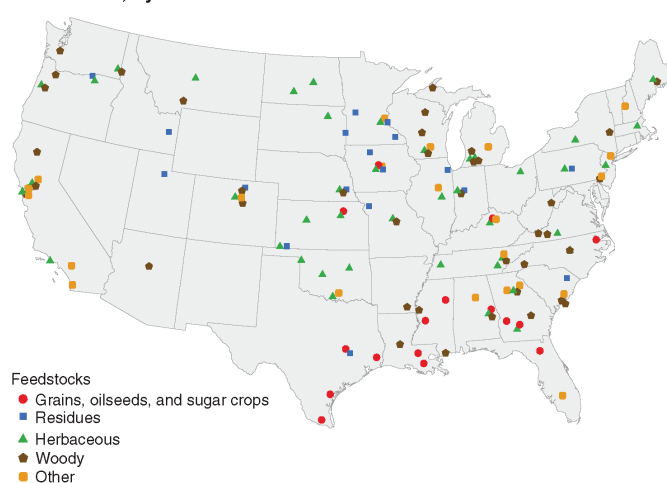 Feedstocks
Grains, oilseeds, and sugar crops
Residues
Herbaceous
Woody
Other